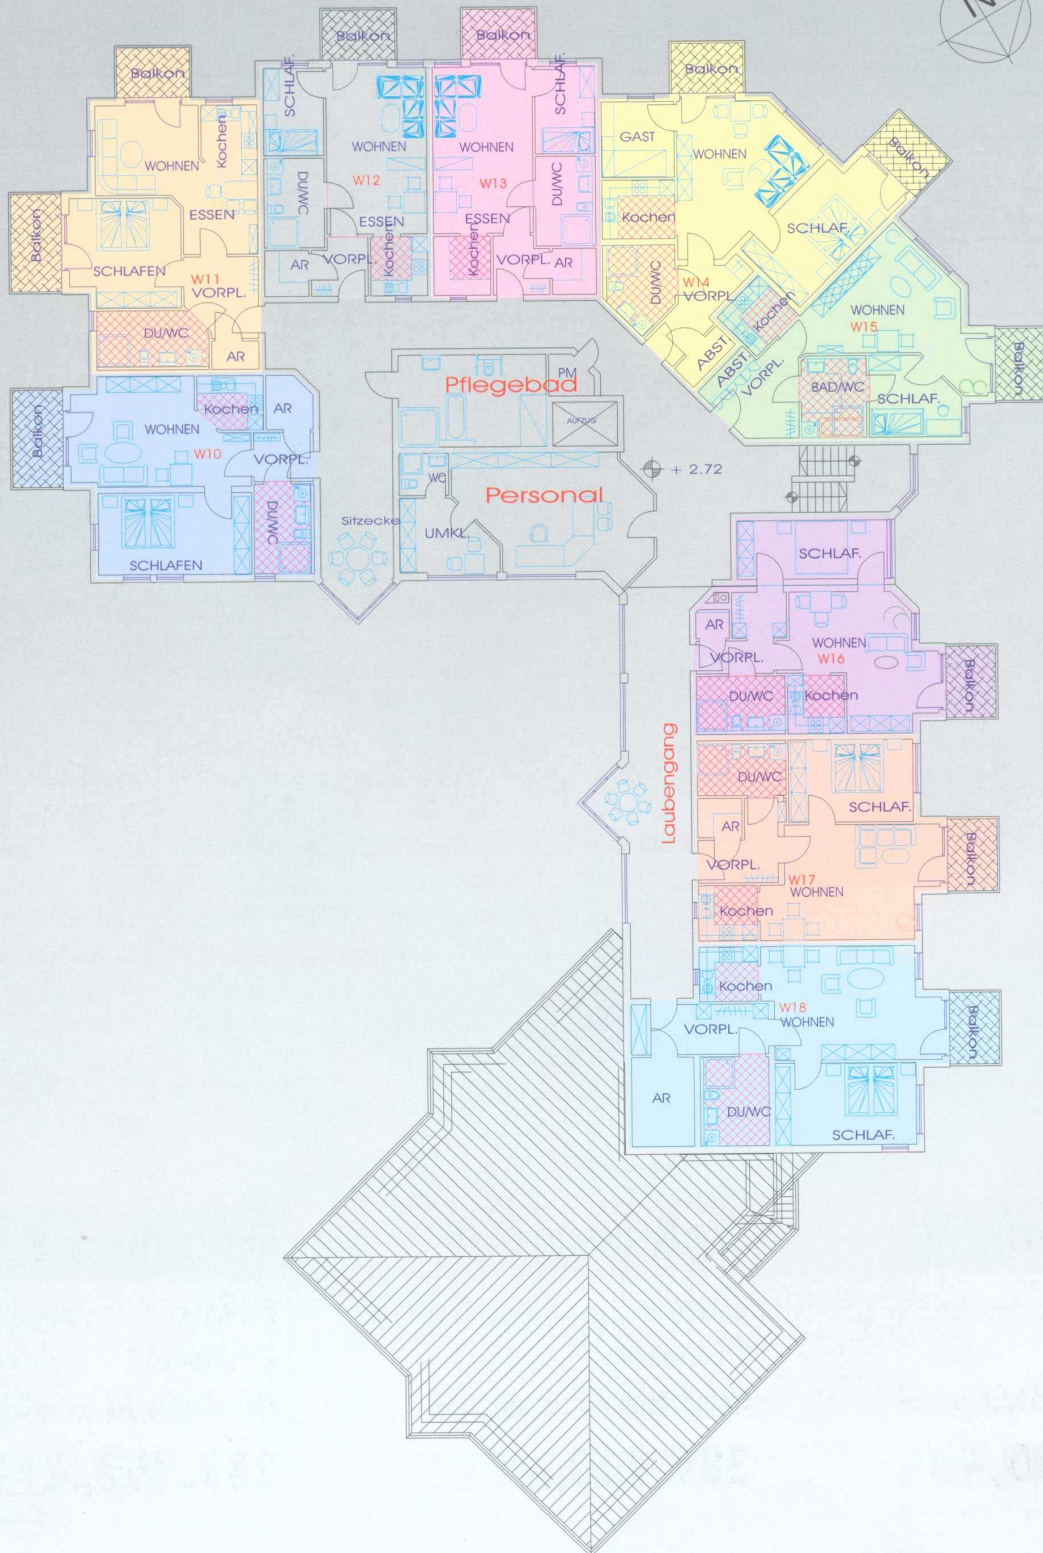 N
Balkon
Balkon
Balkon
Balkon
Balkon
WOHNEN
Kochen
ESSEN
W11
SCHLAFEN
VORPL.
DU/WC
AR
Balkon
SCHLAF.
WOHNEN
W12
DU/WC
ESSEN
AR
VORPL.
Kochen
SCHLAF.
WOHNEN
W13
DU/WC
ESSEN
Kochen
VORPL.
AR
GAST
WOHNEN
Kochen
SCHLAF.
DU/WC
W14
VORPL.
ABST.
Balkon
WOHNEN
W15
Kochen
ABST.
VORPL.
BAD/WC
SCHLAF.
Balkon
Balkon
WOHNEN
Kochen
AR
W10
VORPL.
DU/WC
SCHLAFEN
Pflegebad
PM
AUFZUG
WC
Personal
UMKL.
Sitzecke
+ 2.72
SCHLAF.
AR
WOHNEN
VORPL.
W16
DU/WC
Kochen
Balkon
Laubengang
DU/WC
SCHLAF.
AR
VORPL.
W17
WOHNEN
Kochen
Balkon
Kochen
W18
VORPL.
WOHNEN
Balkon
AR
DU/WC
SCHLAF.